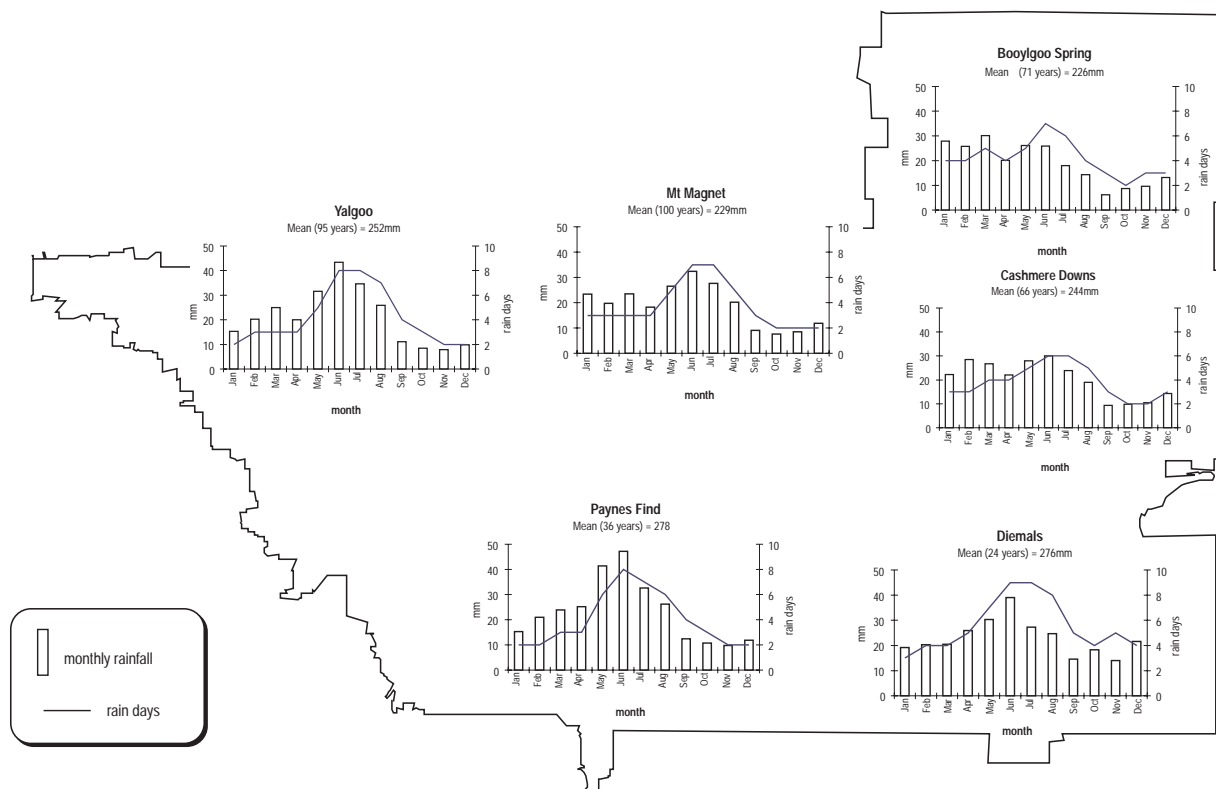 Booylgoo Spring
Mean (71 years) = 226mm
50
40
30
20
10
0
mm
10
8
6
4
2
0
rain days
Jan Feb Mar Apr May Jun Jul Aug Sep Oct Nov Dec
month
Mt Magnet
Mean (100 years) = 229mm
50
40
30
20
10
0
mm
10
8
6
4
2
0
rain days
Jan Feb Mar Apr May Jun Jul Aug Sep Oct Nov Dec
month
Yalgoo
Mean (95 years) = 252mm
50
40
30
20
10
0
mm
10
8
6
4
2
0
rain days
Jan Feb Mar Apr May Jun Jul Aug Sep Oct Nov Dec
month
Cashmere Downs
Mean (66 years) = 244mm
50
40
30
20
10
0
mm
10
8
6
4
2
0
rain days
Jan Feb Mar Apr May Jun Jul Aug Sep Oct Nov Dec
month
Paynes Find
Mean (36 years) = 278
50
40
30
20
10
0
mm
10
8
6
4
2
0
rain days
Jan Feb Mar Apr May Jun Jul Aug Sep Oct Nov Dec
month
Diemals
Mean (24 years) = 276mm
50
40
30
20
10
0
mm
10
8
6
4
2
0
rain days
Jan Feb Mar Apr May Jun Jul Aug Sep Oct Nov Dec
month
monthly rainfall
rain days